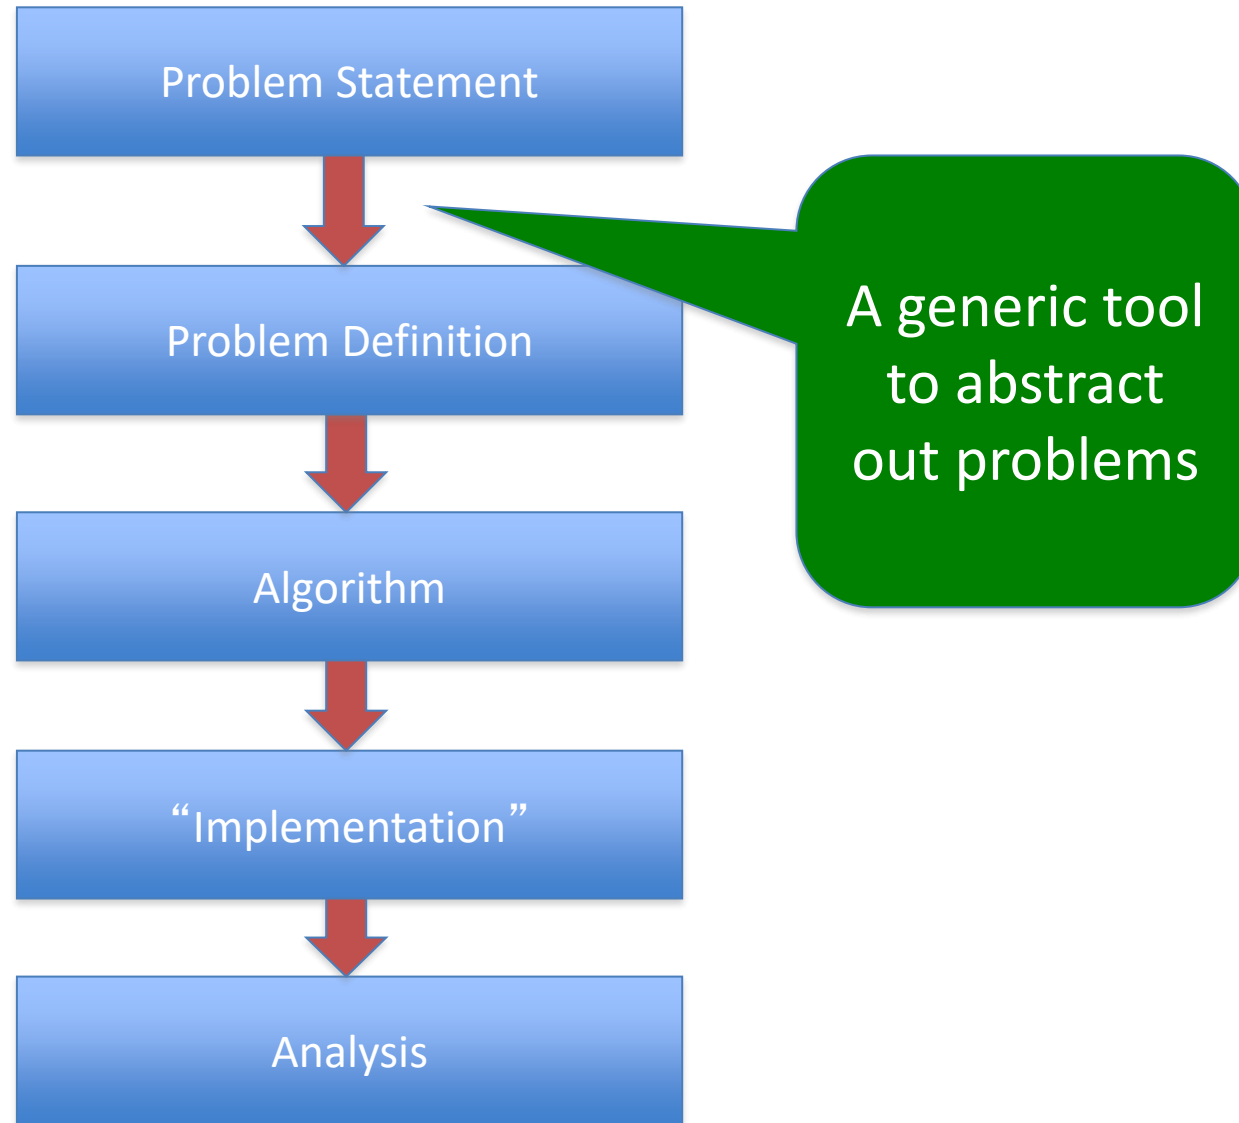 Problem Statement
Problem Definition
A generic tool
to abstract
out problems
Algorithm
“Implementation”
Analysis